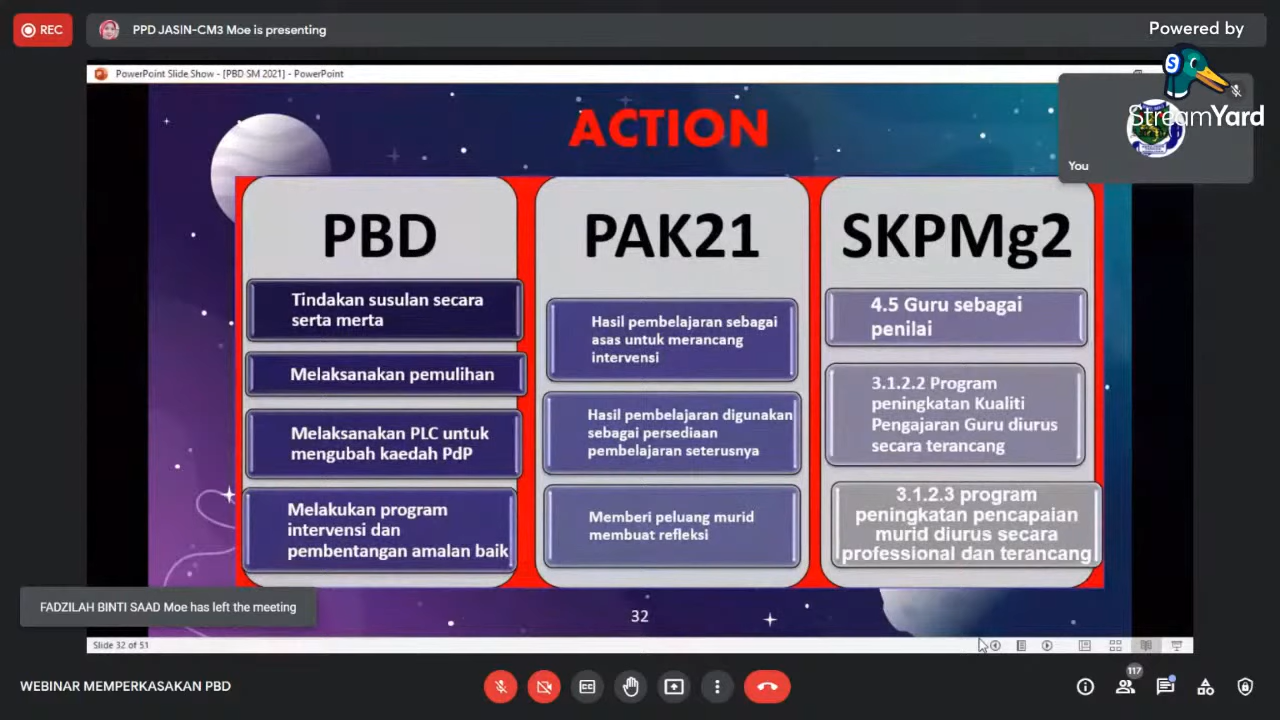 REC
PPD JASIN-CM3 Moe is presenting
Powered by
StreamYard
PowerPoint Slide Show - [PBD SM 2021] - PowerPoint
You
ACTION
PBD
Tindakan susulan secara
serta merta
Melaksanakan pemulihan
Melaksanakan PLC untuk
mengubah kaedah PdP
Melakukan program
intervensi dan
pembentangan amalan baik
PAK21
Hasil pembelajaran sebagai
asas untuk merancang
intervensi
Hasil pembelajaran digunakan
sebagai persediaan
pembelajaran seterusnya
Memberi peluang murid
membuat refleksi
SKPMg2
4.5 Guru sebagai
penilai
3.1.2.2 Program
peningkatan Kualiti
Pengajaran Guru diurus
secara terancang
3.1.2.3 program
peningkatan pencapaian
murid diurus secara
professional dan terancang
FADZILAH BINTI SAAD Moe has left the meeting
32
Slide 32 of 51
WEBINAR MEMPERKASAKAN PBD
117